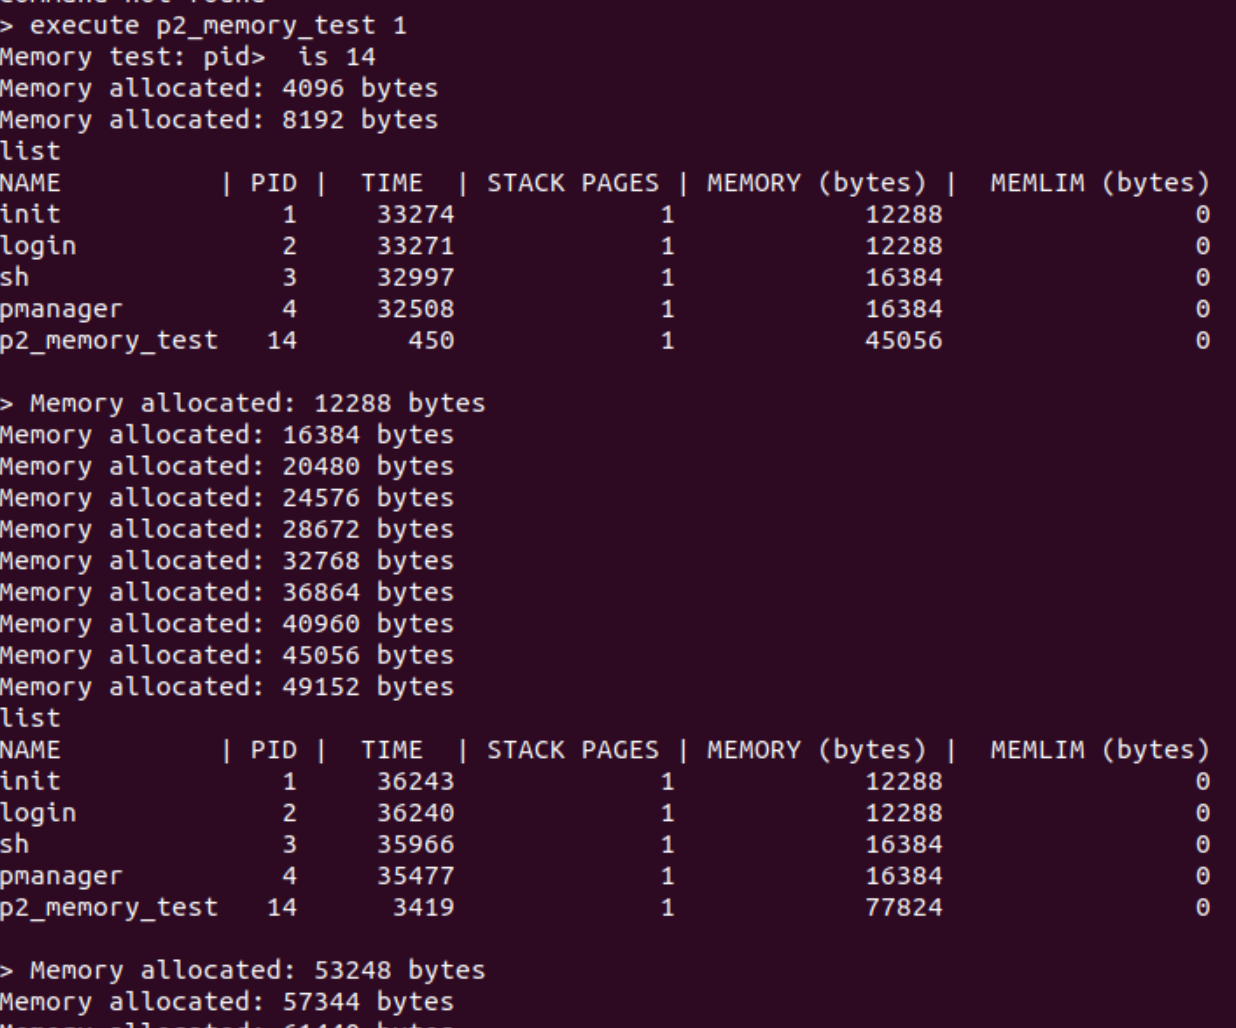 command not found
> execute p2_memory_test 1
Memory test: pid>  is 14
Memory allocated: 4096 bytes
Memory allocated: 8192 bytes
list
NAME           | PID |  TIME  | STACK PAGES | MEMORY (bytes) |  MEMLIM (bytes)
init              1     33274             1            12288                0
login             2     33271             1            12288                0
sh                3     32997             1            16384                0
pmanager          4     32508             1            16384                0
p2_memory_test   14       450             1            45056                0
> Memory allocated: 12288 bytes
Memory allocated: 16384 bytes
Memory allocated: 20480 bytes
Memory allocated: 24576 bytes
Memory allocated: 28672 bytes
Memory allocated: 32768 bytes
Memory allocated: 36864 bytes
Memory allocated: 40960 bytes
Memory allocated: 45056 bytes
Memory allocated: 49152 bytes
list
NAME           | PID |  TIME  | STACK PAGES | MEMORY (bytes) |  MEMLIM (bytes)
init              1     36243             1            12288                0
login             2     36240             1            12288                0
sh                3     35966             1            16384                0
pmanager          4     35477             1            16384                0
p2_memory_test   14      3419             1            77824                0
> Memory allocated: 53248 bytes
Memory allocated: 57344 bytes
Memory allocated: 61440 bytes